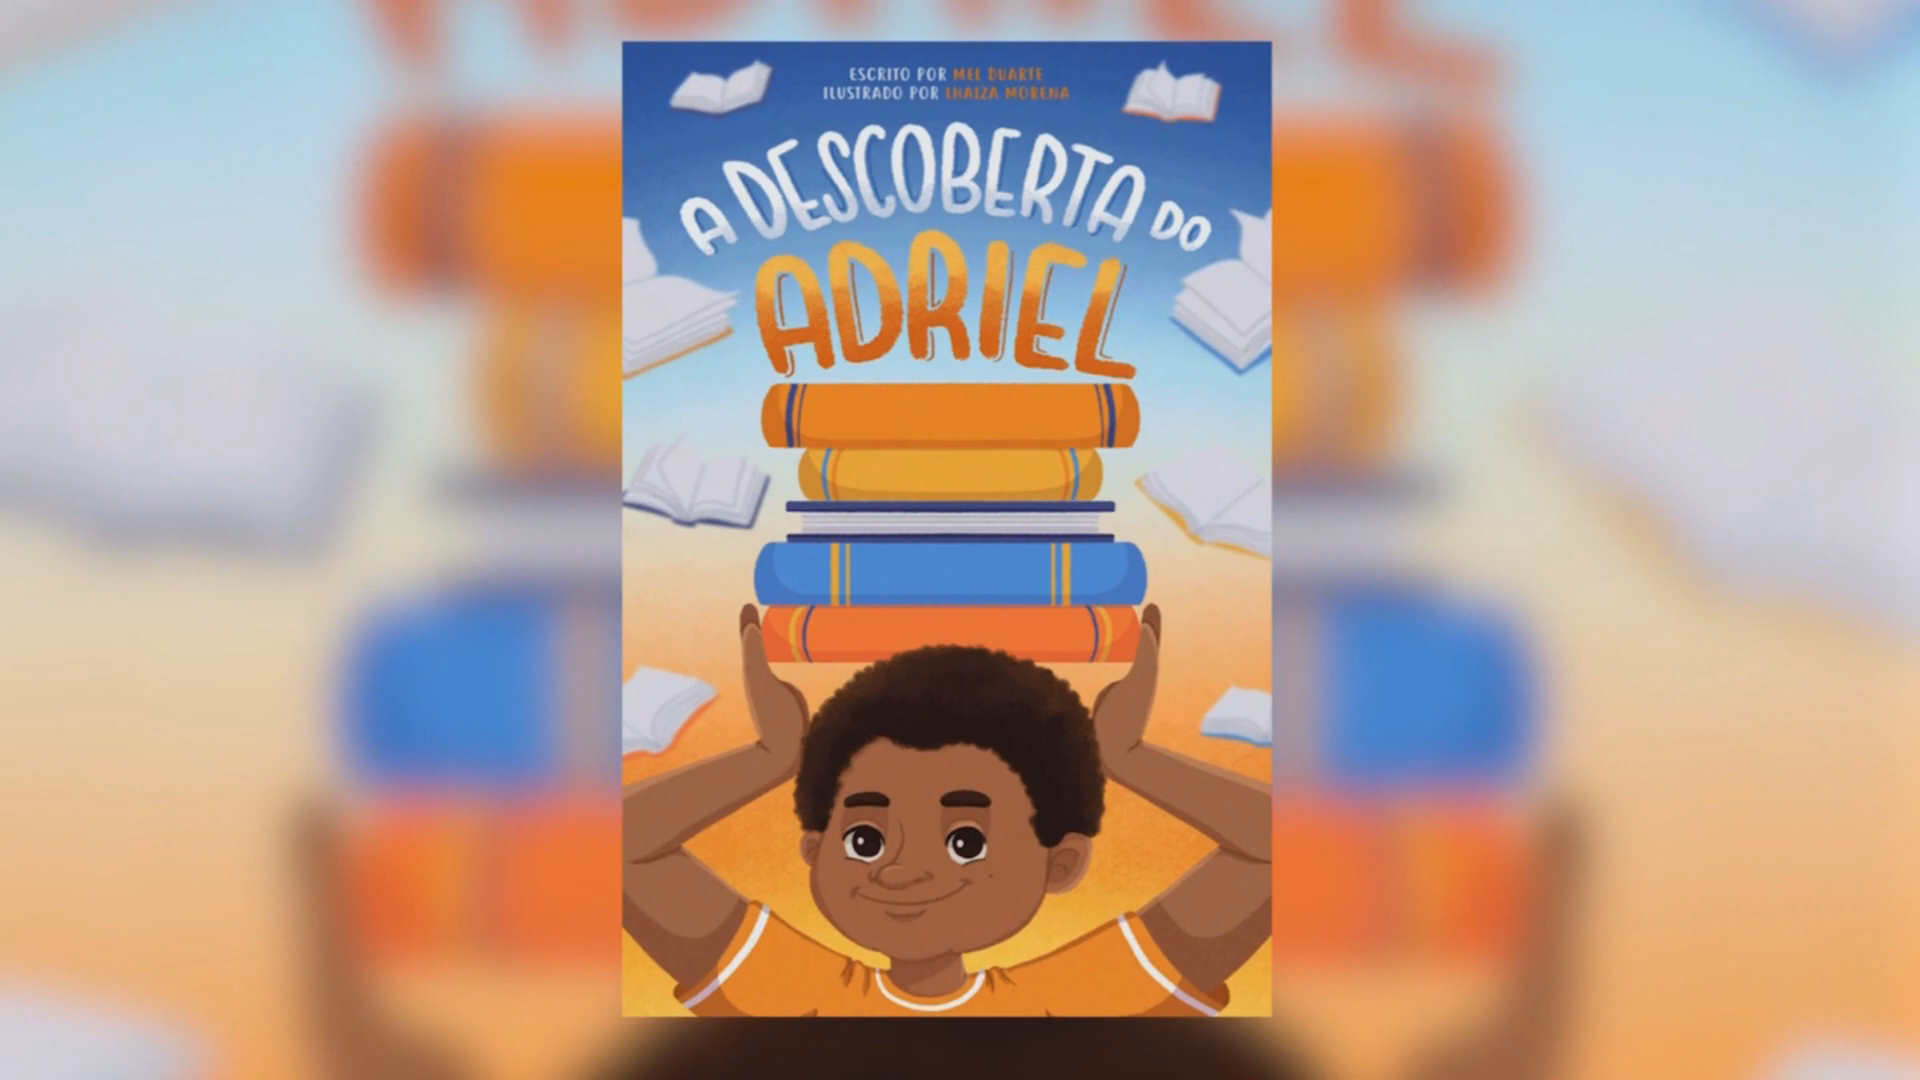 ESCRITO POR MEL DUARTE
ILUSTRADO POR LHAIZA MORENA
A DESCOBERTA DO
ADRIEL